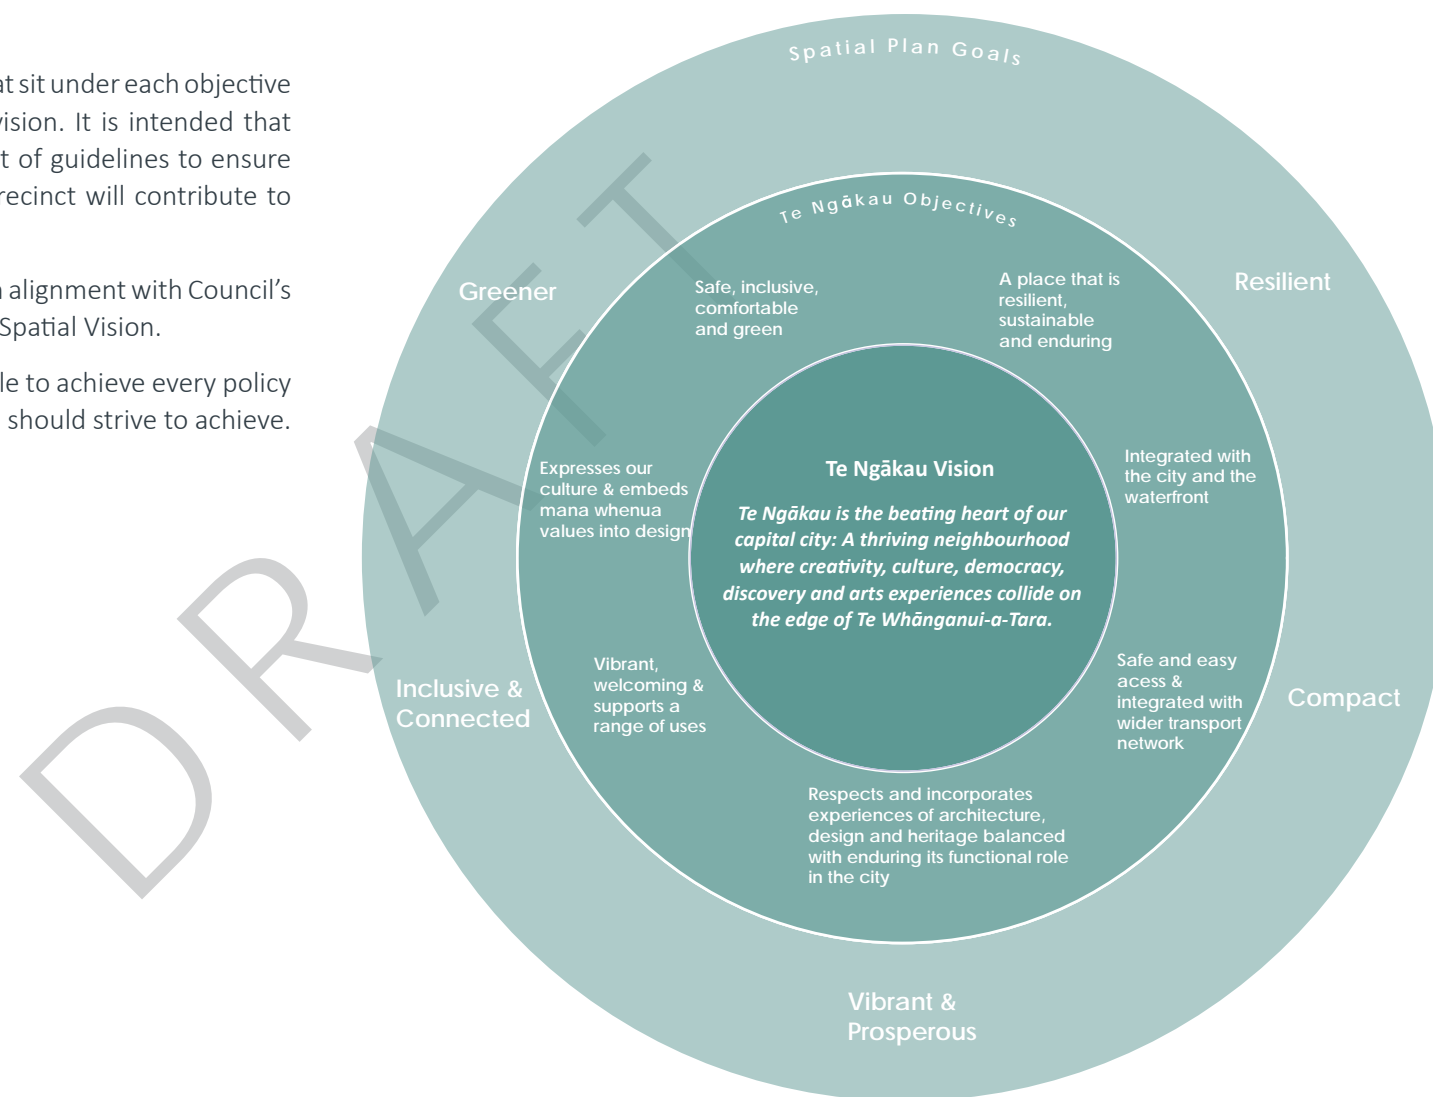 at sit under each objective
vision. It is intended that
t of guidelines to ensure
recinct will contribute to
alignment with Council's
Spatial Vision.
le to achieve every policy
should strive to achieve.
DRAFT
Spatial Plan Goals
Te Ngākau Objectives
Greener
Resilient
Safe, inclusive,
comfortable
and green
A place that is
resilient,
sustainable
and enduring
Expresses our
culture & embeds
mana whenua
values into design
Te Ngākau Vision
Te Ngākau is the beating heart of our
capital city: A thriving neighbourhood
where creativity, culture, democracy,
discovery and arts experiences collide on
the edge of Te Whānganui-a-Tara.
Integrated with
the city and the
waterfront
Inclusive &
Connected
Vibrant,
welcoming &
supports a
range of uses
Safe and easy
acess &
integrated with
wider transport
network
Compact
Respects and incorporates
experiences of architecture,
design and heritage balanced
with enduring its functional role
in the city
Vibrant &
Prosperous